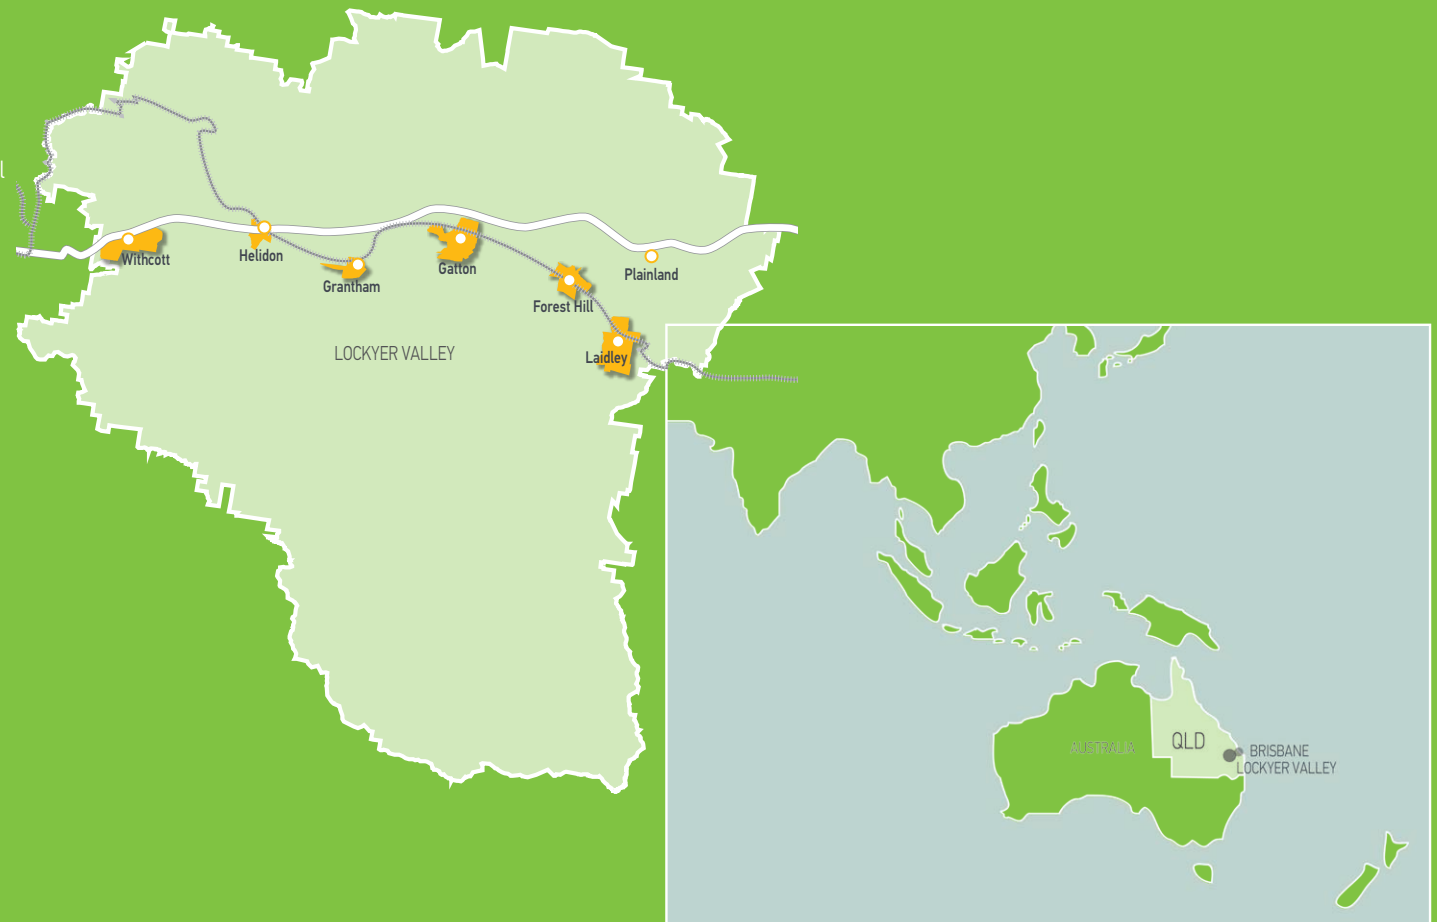 l
Withcott
Helidon
Grantham
Gatton
Forest Hill
Plainland
Laidley
LOCKYER VALLEY
AUSTRALIA
QLD
BRISBANE
LOCKYER VALLEY